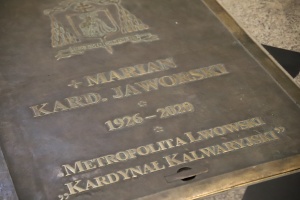 ✝ MARIAN
KARD. JAWORSKI
* *
1926 – 2020
*
METROPOLITA LWOWSKI
„KARDYNAŁ KALWARYJSKI”